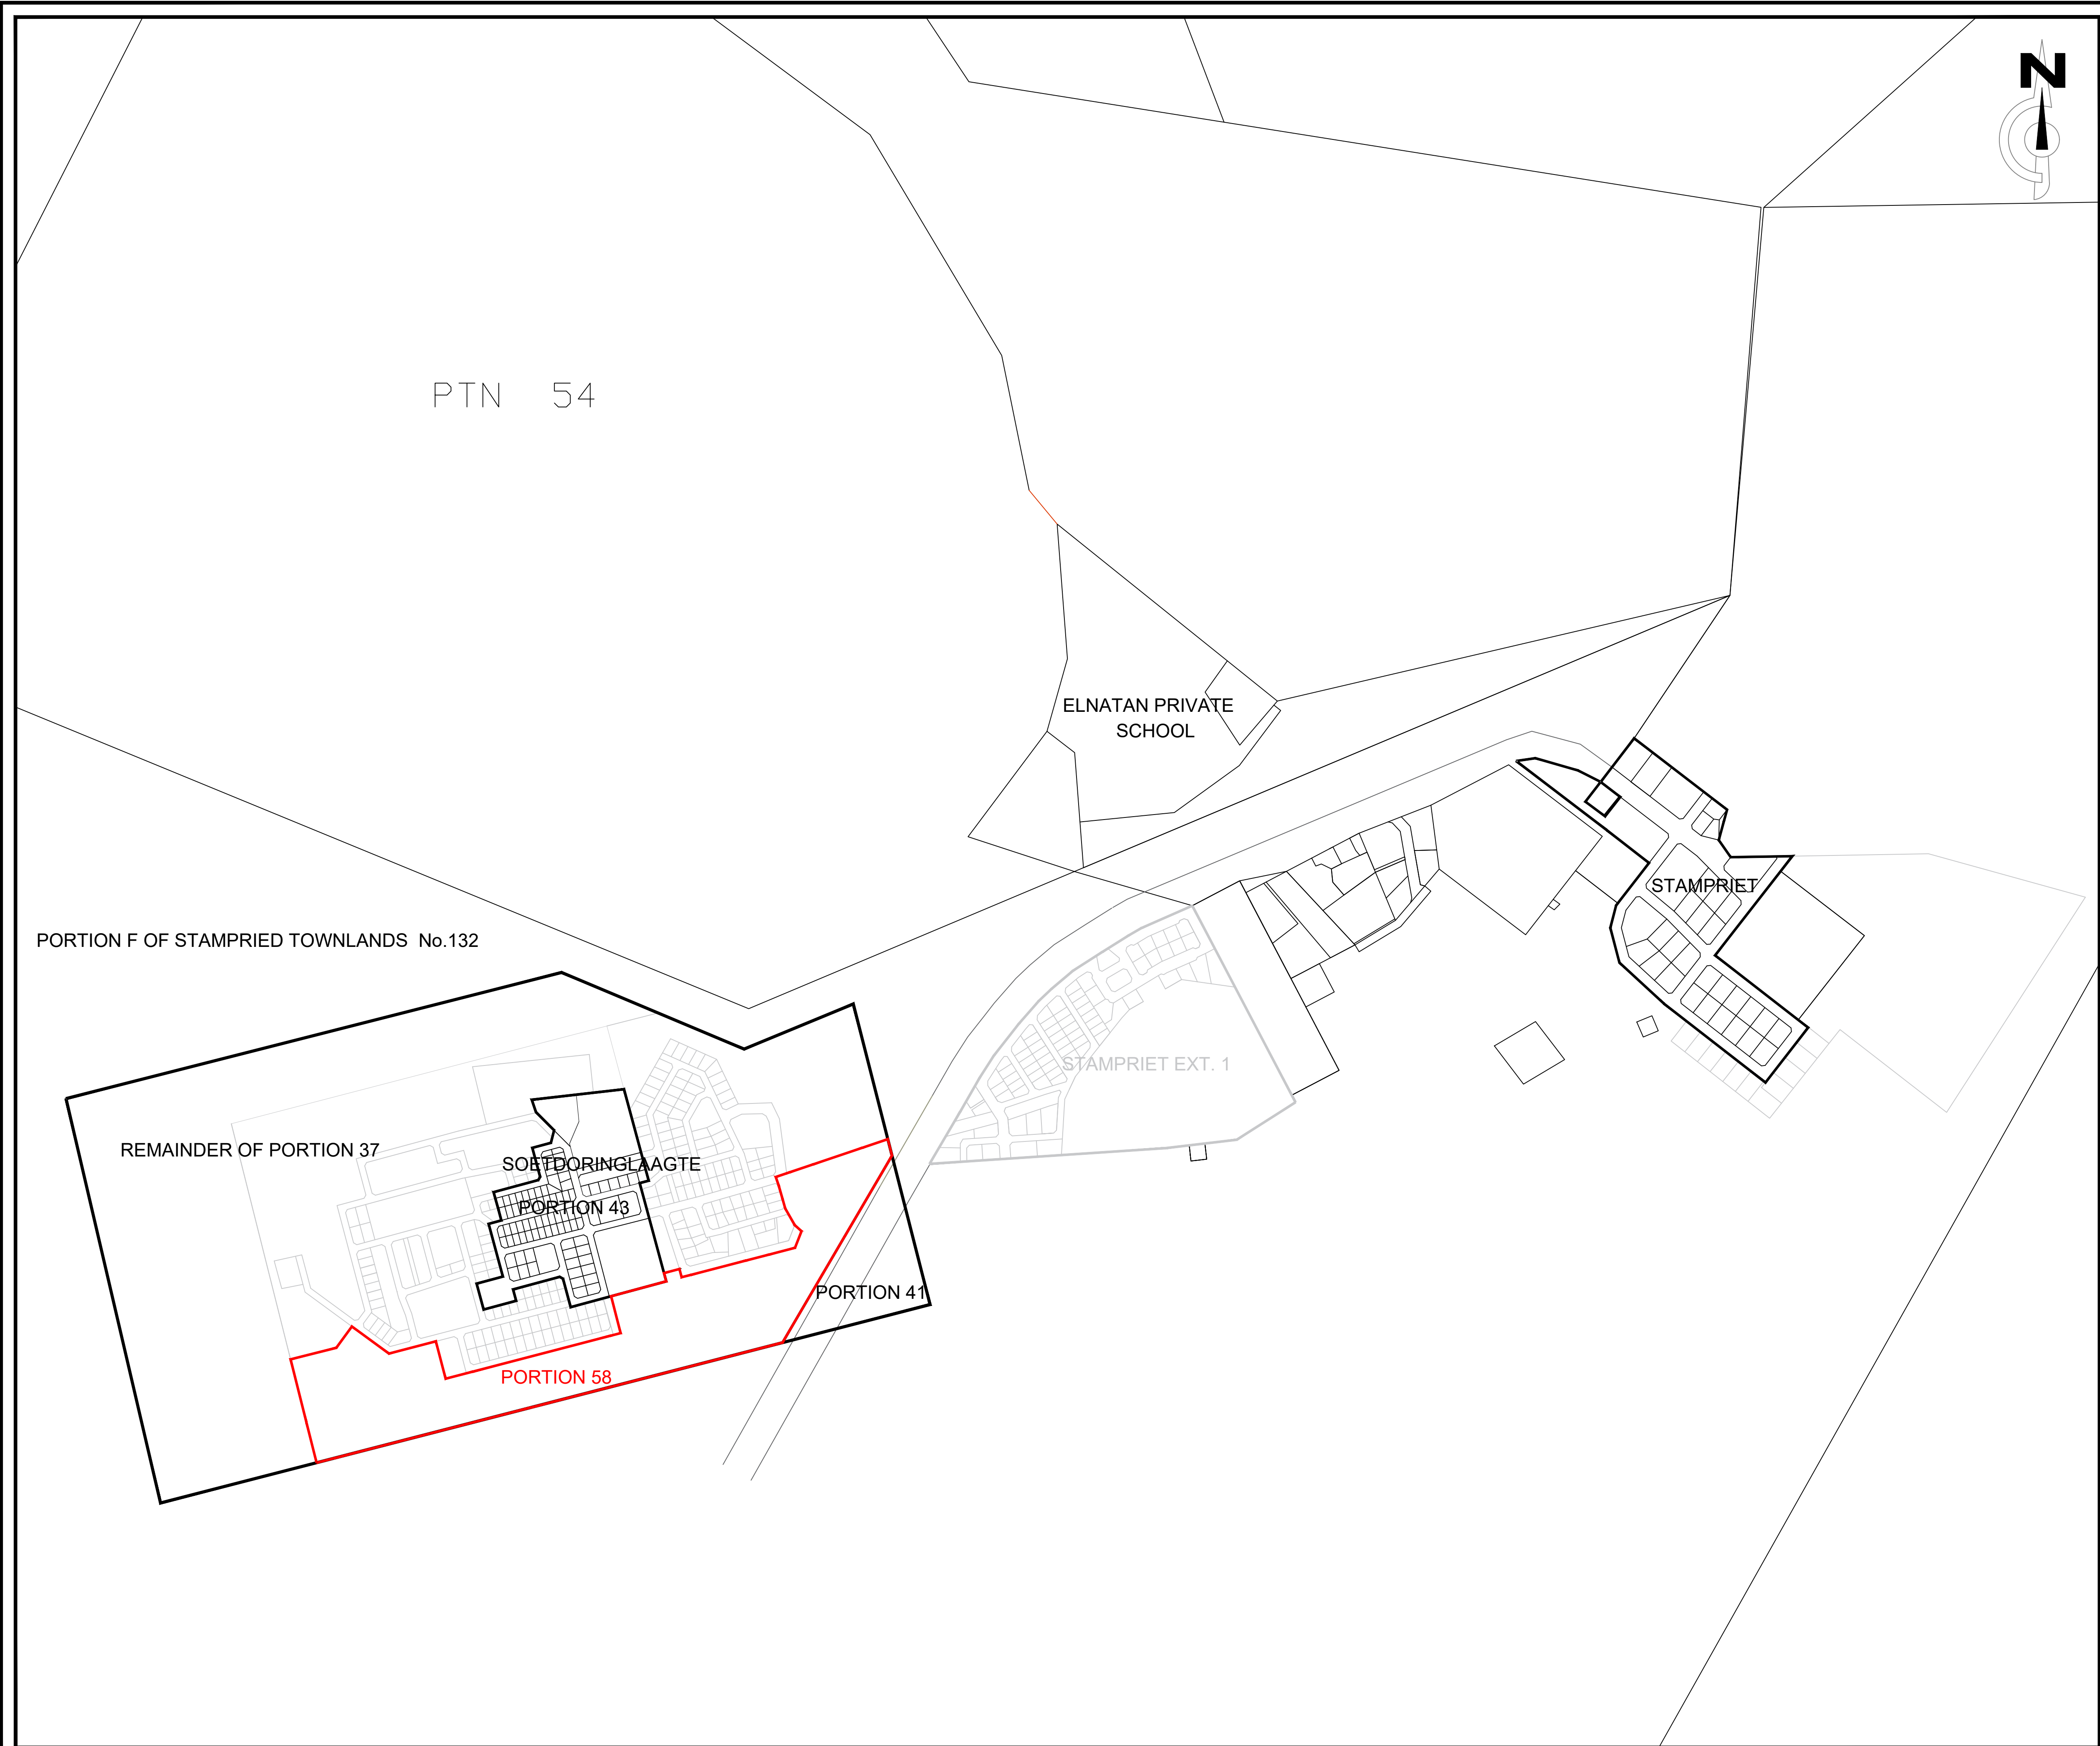 N
PTN 54
ELNATAN PRIVATE
SCHOOL
STAMPRIET
PORTION F OF STAMPRIED TOWNLANDS No.132
STAMPRIET EXT. 1
REMAINDER OF PORTION 37
SOETDORINGLAAGTE
PORTION 43
PORTION 41
PORTION 58